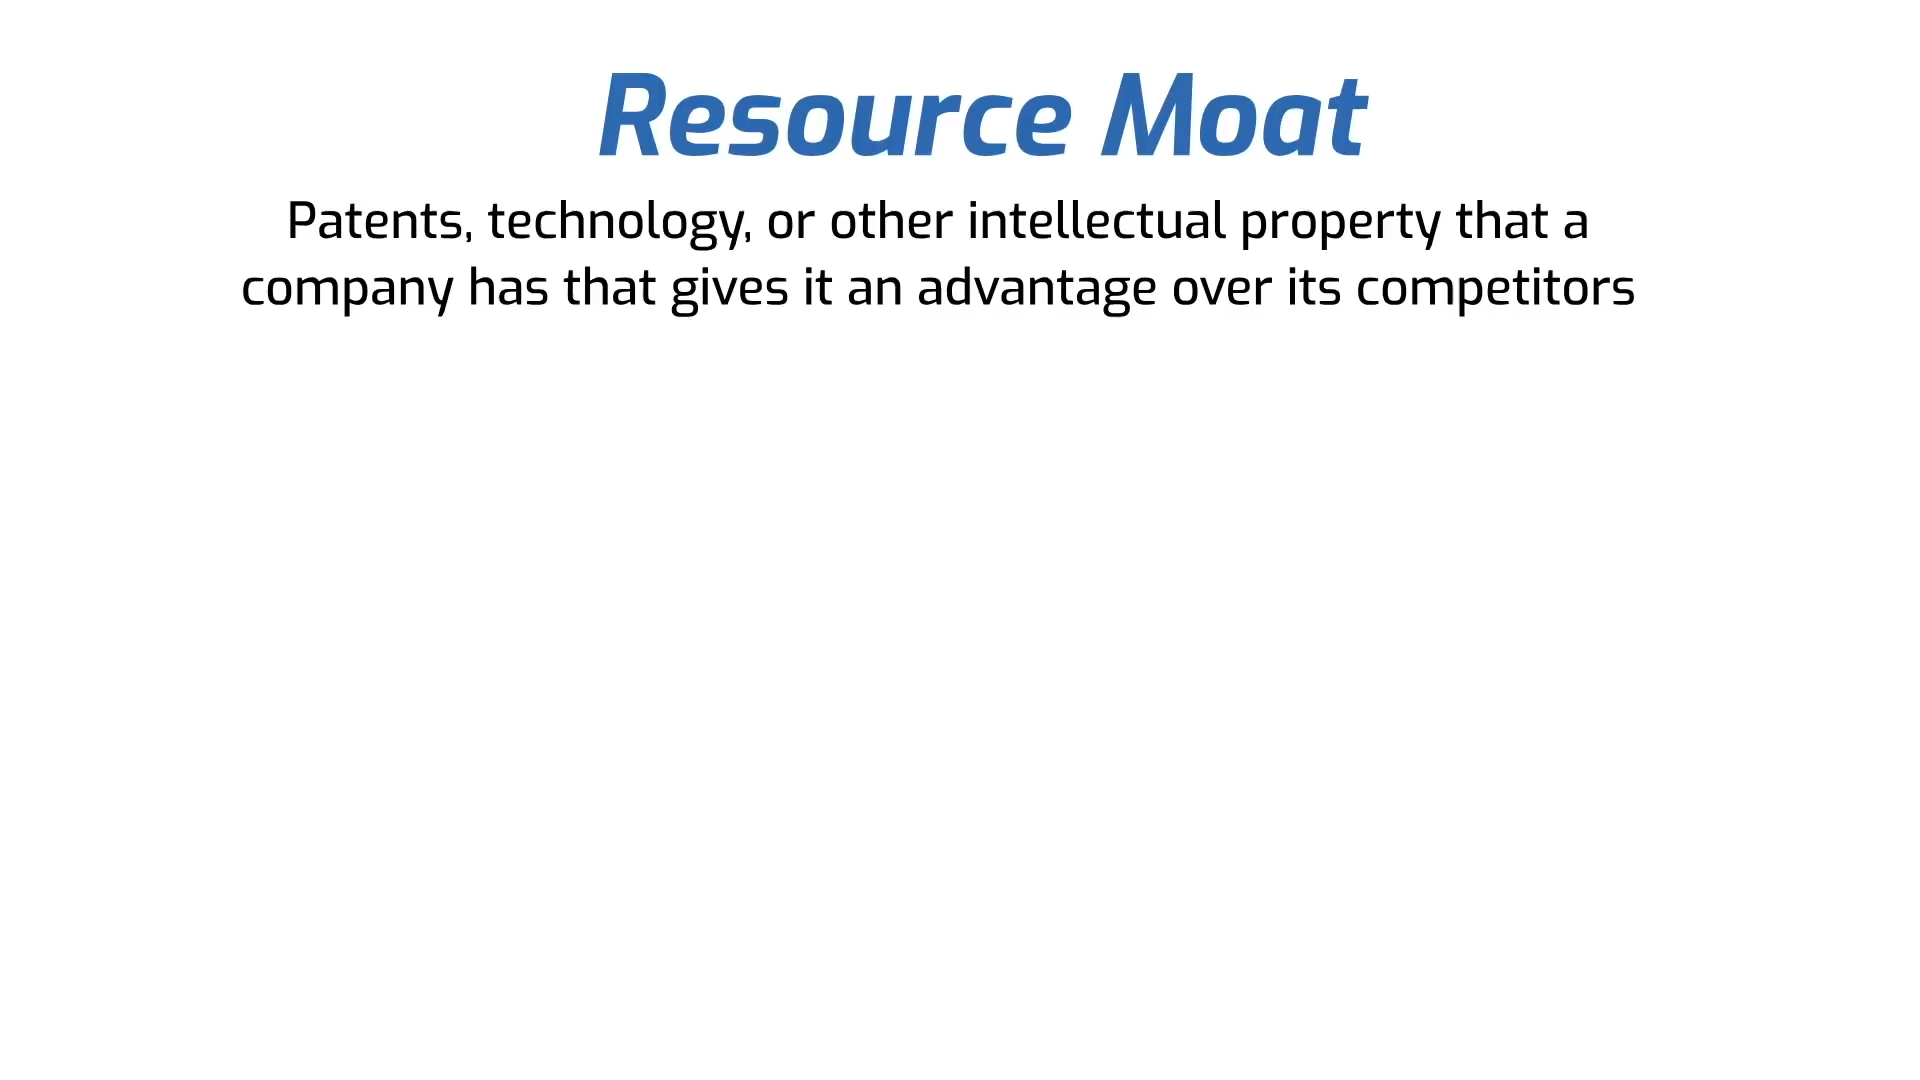 Resource Moat
Patents, technology, or other intellectual property that a
company has that gives it an advantage over its competitors